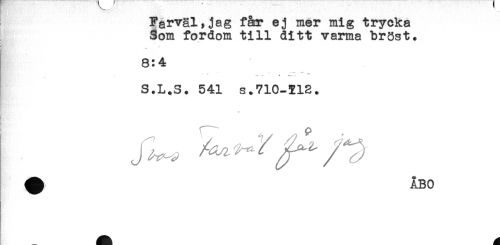 Farväl,jag får ej mer mig trycka
Som fordom till ditt varma bröst.
8:4
S.L.S. 541 s.710-712.
Farväl får jag
ÅBO